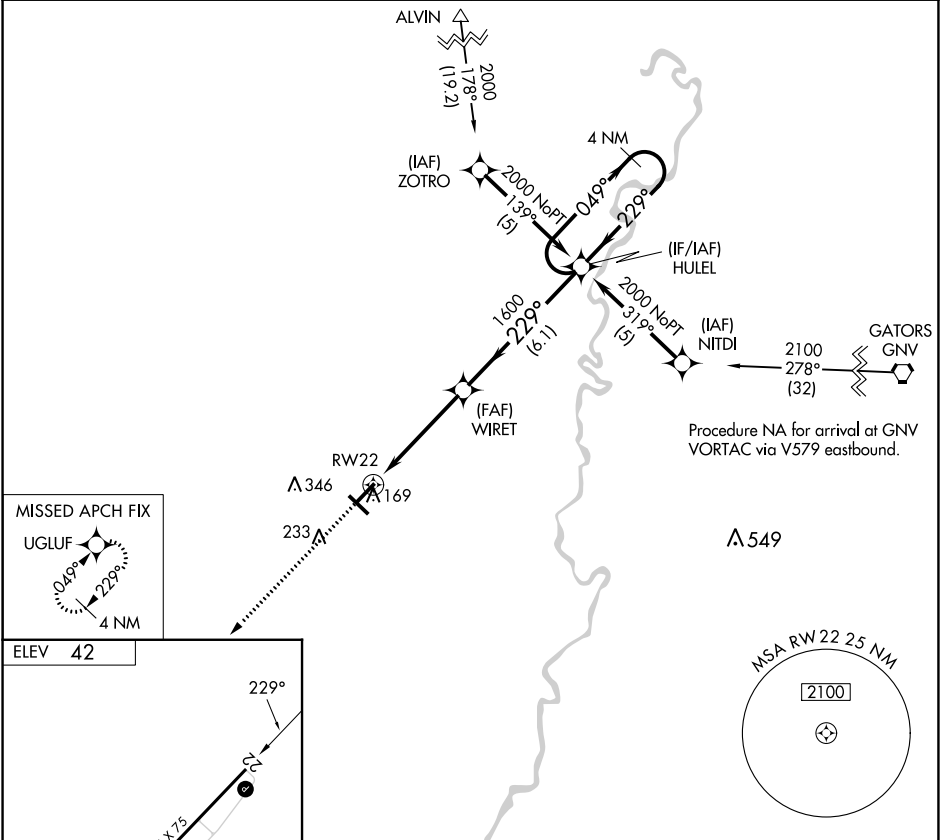 ALVIN
2000
178°
(19.2)
4 NM
(IAF)
ZOTRO
2000 NoPT
139°
(5)
049°
229°
(IF/IAF)
HULEL
2000 NoPT
319°
(5)
(IAF)
NITDI
GATORS
GNV
2100
278°
(32)
1600
229°
(6.1)
(FAF)
WIRET
Procedure NA for arrival at GNV
VORTAC via V579 eastbound.
RW22
346
169
233
549
MISSED APCH FIX
UGLUF
049°
229°
4 NM
MSA RW 22 25 NM
2100
ELEV 42
229°
22
P
X 75